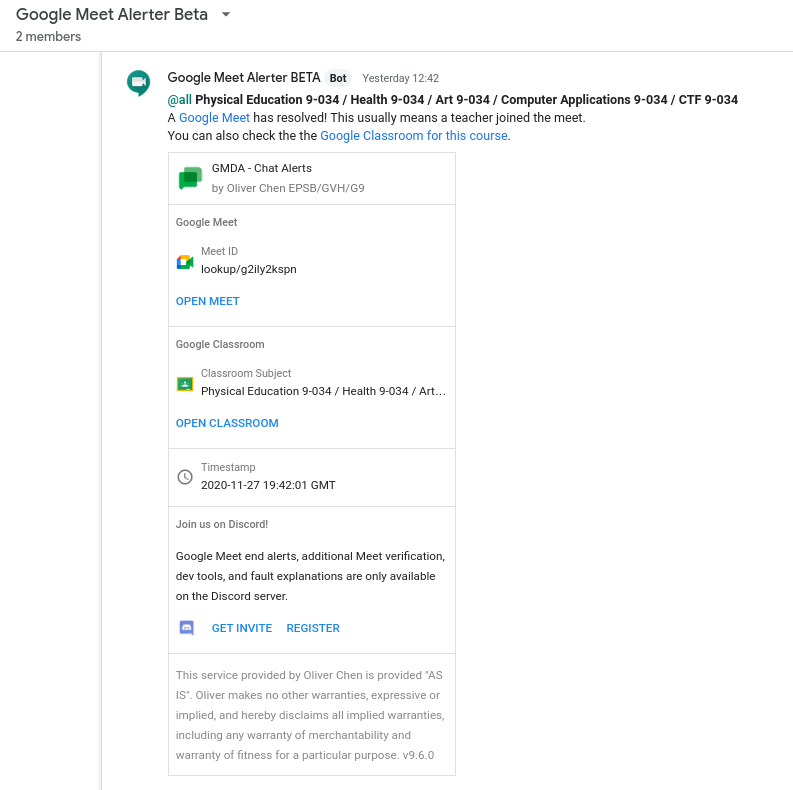 Google Meet Alerter Beta
2 members
Google Meet Alerter BETA Bot Yesterday 12:42
@all Physical Education 9-034 / Health 9-034 / Art 9-034 / Computer Applications 9-034 / CTF 9-034
A Google Meet has resolved! This usually means a teacher joined the meet.
You can also check the the Google Classroom for this course.
GMDA - Chat Alerts
by Oliver Chen EPSB/GVH/G9
Google Meet
Meet ID
lookup/g2ily2kspn
OPEN MEET
Google Classroom
Classroom Subject
Physical Education 9-034 / Health 9-034 / Art...
OPEN CLASSROOM
Timestamp
2020-11-27 19:42:01 GMT
Join us on Discord!
Google Meet end alerts, additional Meet verification,
dev tools, and fault explanations are only available
on the Discord server.
GET INVITE REGISTER
This service provided by Oliver Chen is provided "AS
IS". Oliver makes no other warranties, expressive or
implied, and hereby disclaims all implied warranties,
including any warranty of merchantability and
warranty of fitness for a particular purpose. v9.6.0